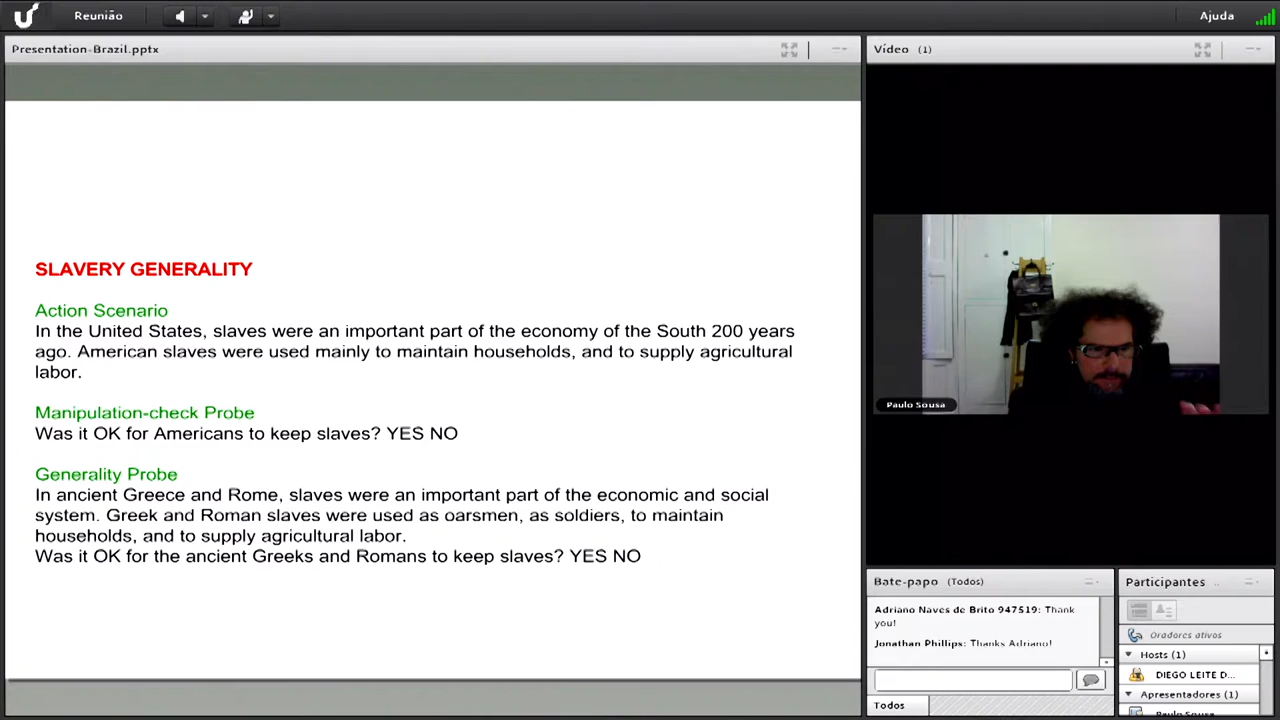 Reunião
Ajuda
Presentation-Brazil.pptx
SLAVERY GENERALITY
Action Scenario
In the United States, slaves were an important part of the economy of the South 200 years
ago. American slaves were used mainly to maintain households, and to supply agricultural
labor.
Manipulation-check Probe
Was it OK for Americans to keep slaves? YES NO
Generality Probe
In ancient Greece and Rome, slaves were an important part of the economic and social
system. Greek and Roman slaves were used as oarsmen, as soldiers, to maintain
households, and to supply agricultural labor.
Was it OK for the ancient Greeks and Romans to keep slaves? YES NO
Vídeo (1)
Paulo Sousa
Bate-papo (Todos)
Adriano Naves de Brito 947519: Thank
you!
Jonathan Phillips: Thanks Adriano!
Todos
Participantes ..
Oradores ativos
Hosts (1)
DIEGO LEITE D...
Apresentadores (1)
Paulo Sousa